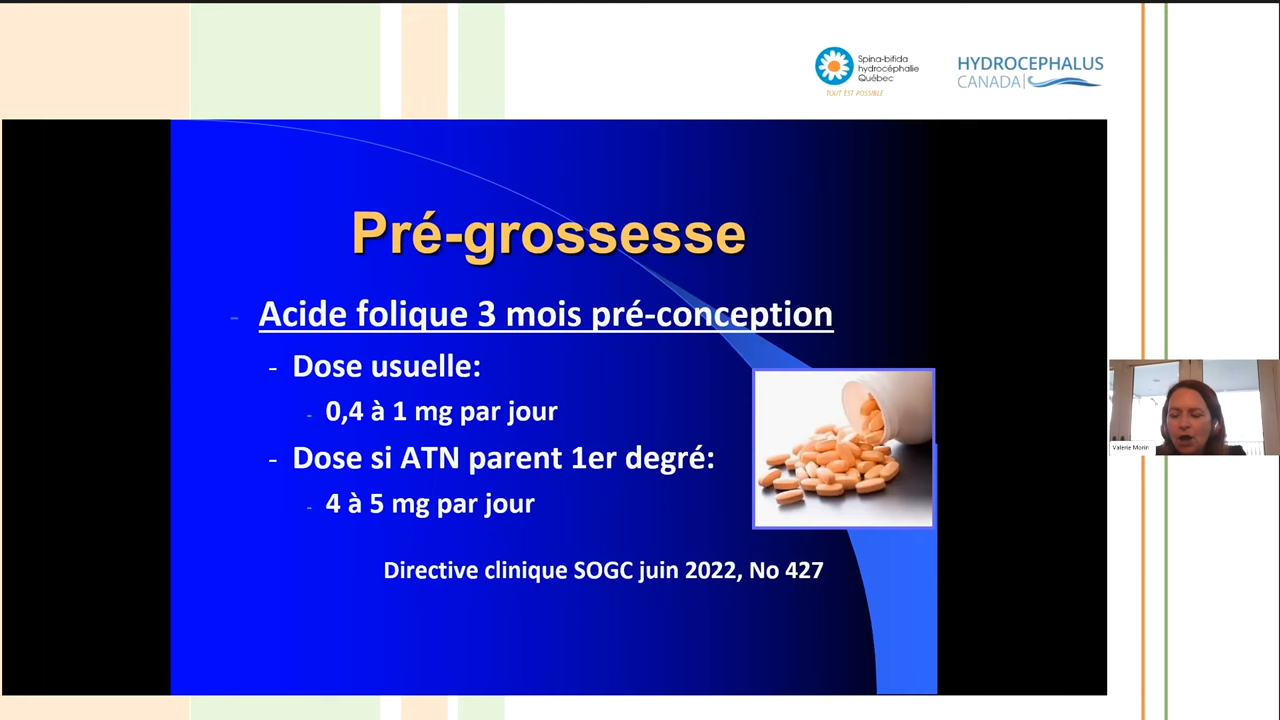 Spina-bifida
hydrocéphalie
Québec
TOUT EST POSSIBLE
HYDROCEPHALUS
CANADA
Pré-grossesse
- Acide folique 3 mois pré-conception
- Dose usuelle:
- 0,4 à 1 mg par jour
- Dose si ATN parent 1er degré:
- 4 à 5 mg par jour
Directive clinique SOGC juin 2022, No 427
Valerie Morin